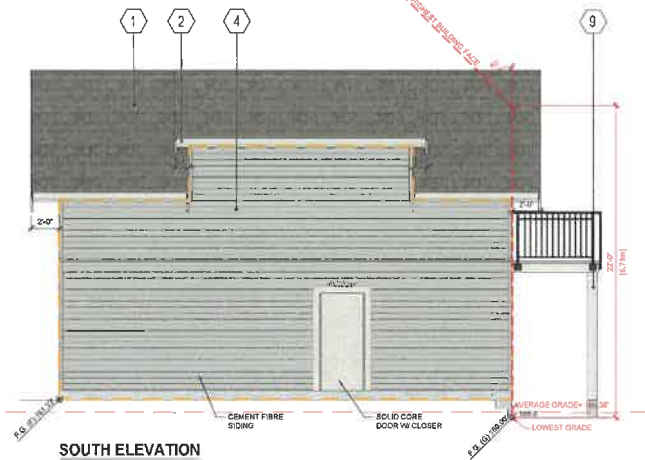 1
2
4
9
HIGHEST BUILDING FACE
2'-0"
2'-0"
22'-0"
[6.71m]
CEMENT FIBRE
SIDING
SOLID CORE
DOOR W/ CLOSER
AVERAGE GRADE=
LOWEST GRADE
F.G. (F)
F.G. (G)
SOUTH ELEVATION